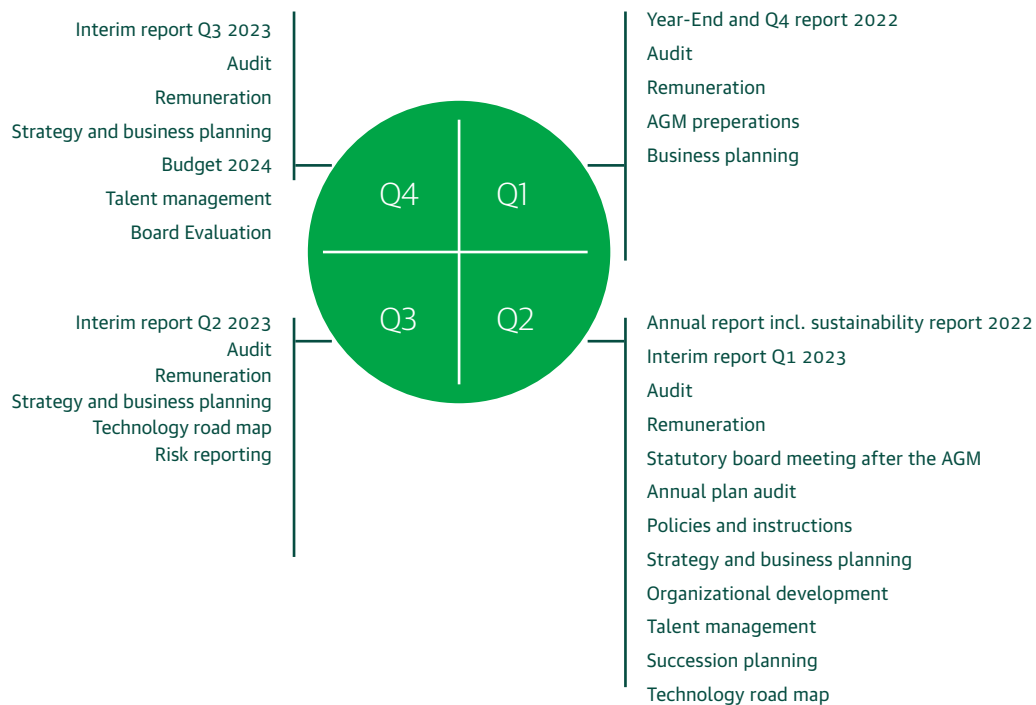 Interim report Q3 2023
Audit
Remuneration
Strategy and business planning
Budget 2024
Talent management
Board Evaluation
Year-End and Q4 report 2022
Audit
Remuneration
AGM preperations
Business planning
Q4
Q1
Q3
Q2
Interim report Q2 2023
Audit
Remuneration
Strategy and business planning
Technology road map
Risk reporting
Annual report incl. sustainability report 2022
Interim report Q1 2023
Audit
Remuneration
Statutory board meeting after the AGM
Annual plan audit
Policies and instructions
Strategy and business planning
Organizational development
Talent management
Succession planning
Technology road map